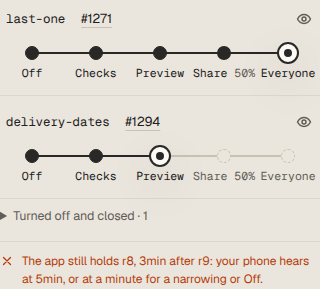 last-one #1271
Off Checks Preview Share 50% Everyone
delivery-dates #1294
Off Checks Preview Share 50% Everyone
Turned off and closed · 1
The app still holds r8, 3min after r9: your phone hears
at 5min, or at a minute for a narrowing or Off.